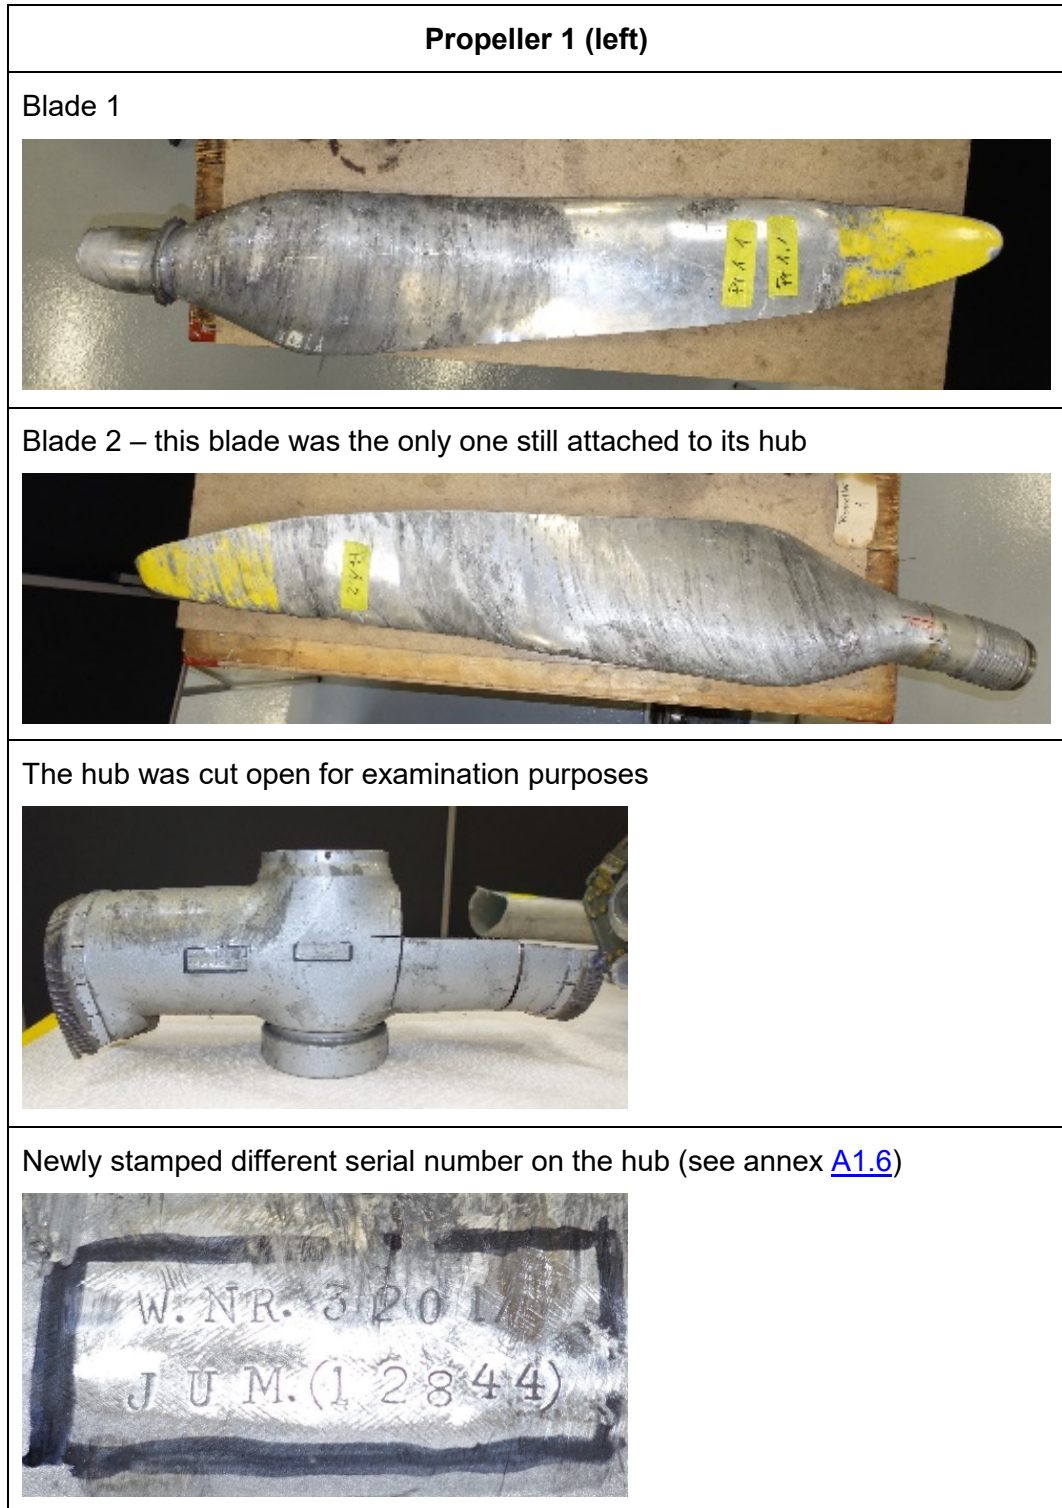 Propeller 1 (left)
Blade 1
Blade 2 – this blade was the only one still attached to its hub
The hub was cut open for examination purposes
Newly stamped different serial number on the hub (see annex A1.6)
W. NR. 3 2 0 1
J U M. (1 2 8 4 4)